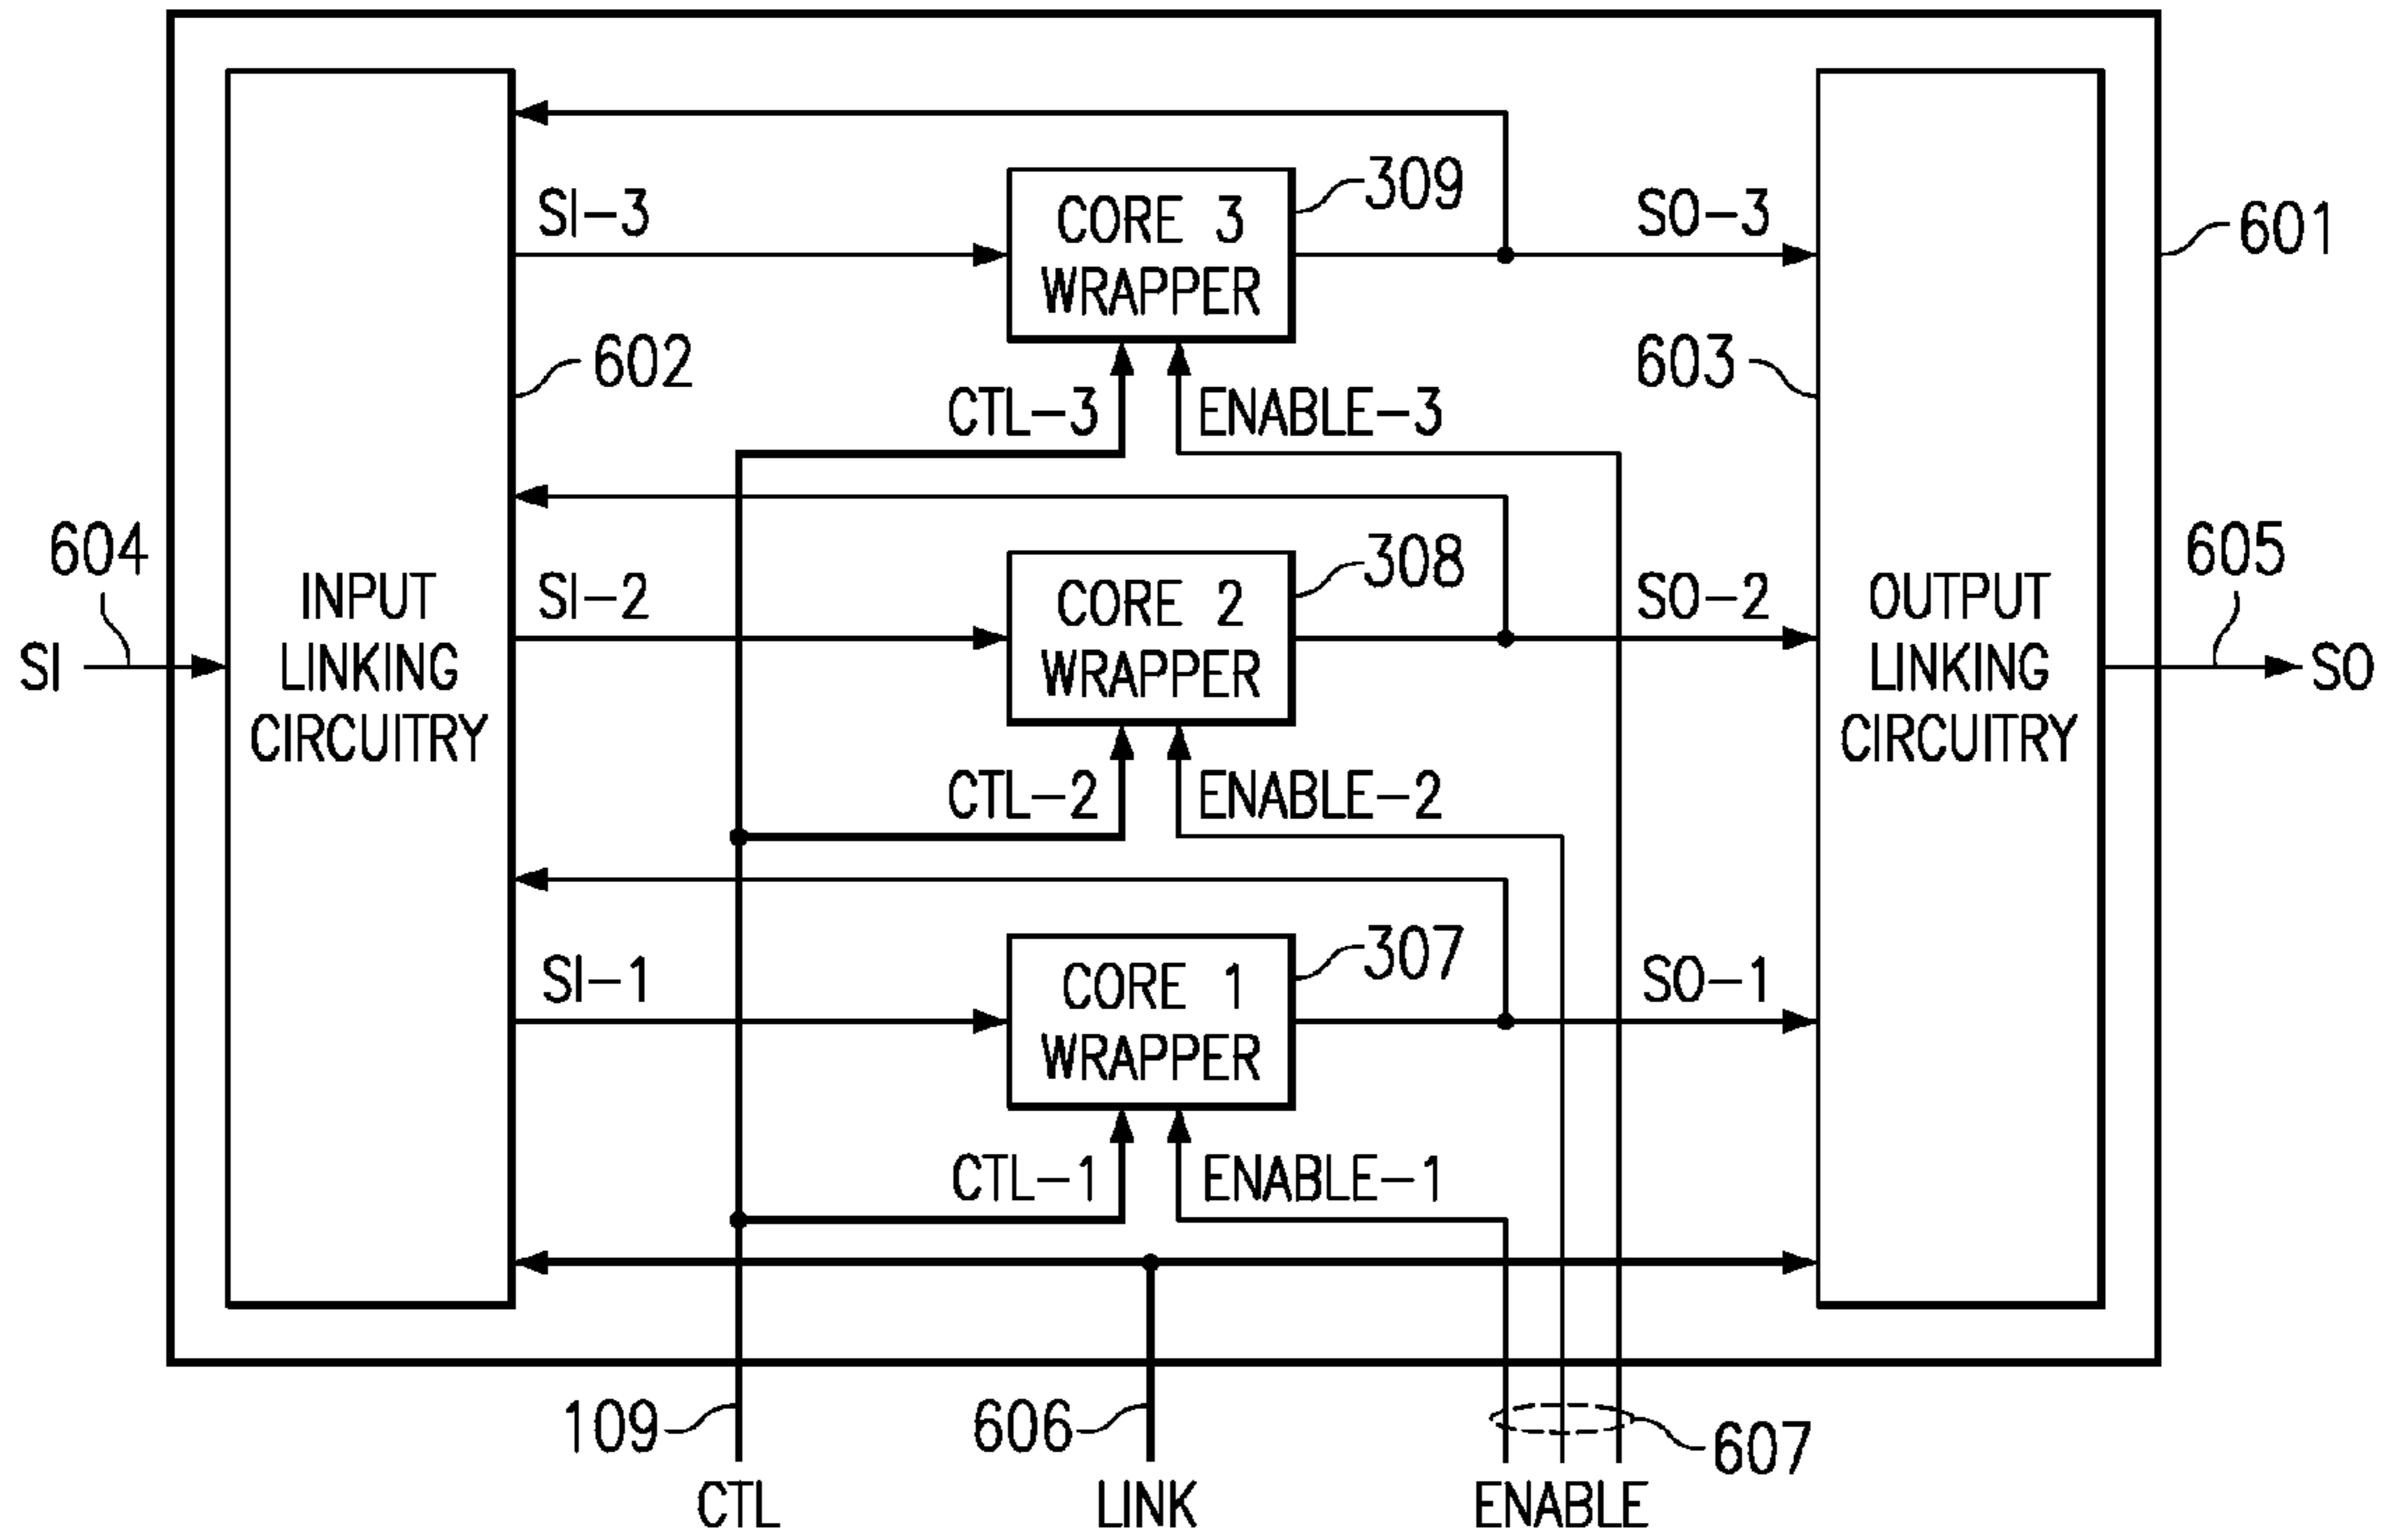 309
CORE 3
WRAPPER
SI-3
SO-3
601
602
603
CTL-3
ENABLE-3
604
308
605
INPUT
LINKING
CIRCUITRY
SI-2
CORE 2
WRAPPER
SO-2
OUTPUT
LINKING
CIRCUITRY
SI
SO
CTL-2
ENABLE-2
307
SI-1
CORE 1
WRAPPER
SO-1
CTL-1
ENABLE-1
109
606
607
CTL
LINK
ENABLE